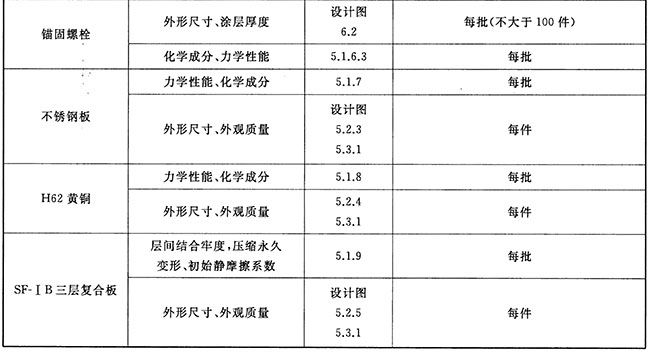 锚固螺栓
外形尺寸、涂层厚度
设计图
6.2
每批(不大于100件)
化学成分、力学性能
5.1.6.3
每批
不锈钢板
力学性能、化学成分
5.1.7
每批
外形尺寸、外观质量
设计图
5.2.3
5.3.1
每件
H62黄铜
力学性能、化学成分
5.1.8
每批
外形尺寸、外观质量
5.2.4
5.3.1
每件
SF-ⅠB三层复合板
层间结合牢度,压缩永久
变形、初始静摩擦系数
5.1.9
每批
外形尺寸、外观质量
设计图
5.2.5
5.3.1
每件